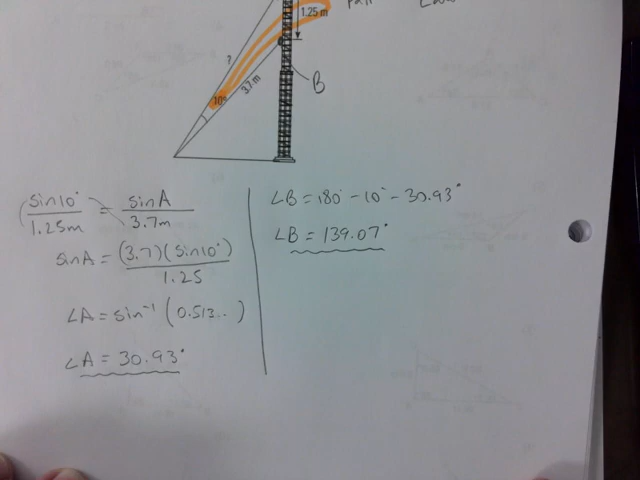 1.25 m
?
3.7 m
10°
B
sin10° / 1.25m = sinA / 3.7m
sinA = (3.7)(sin10°) / 1.25
∠A = sin⁻¹ (0.513..)
∠A = 30.93°
∠B = 180° - 10° - 30.93°
∠B = 139.07°